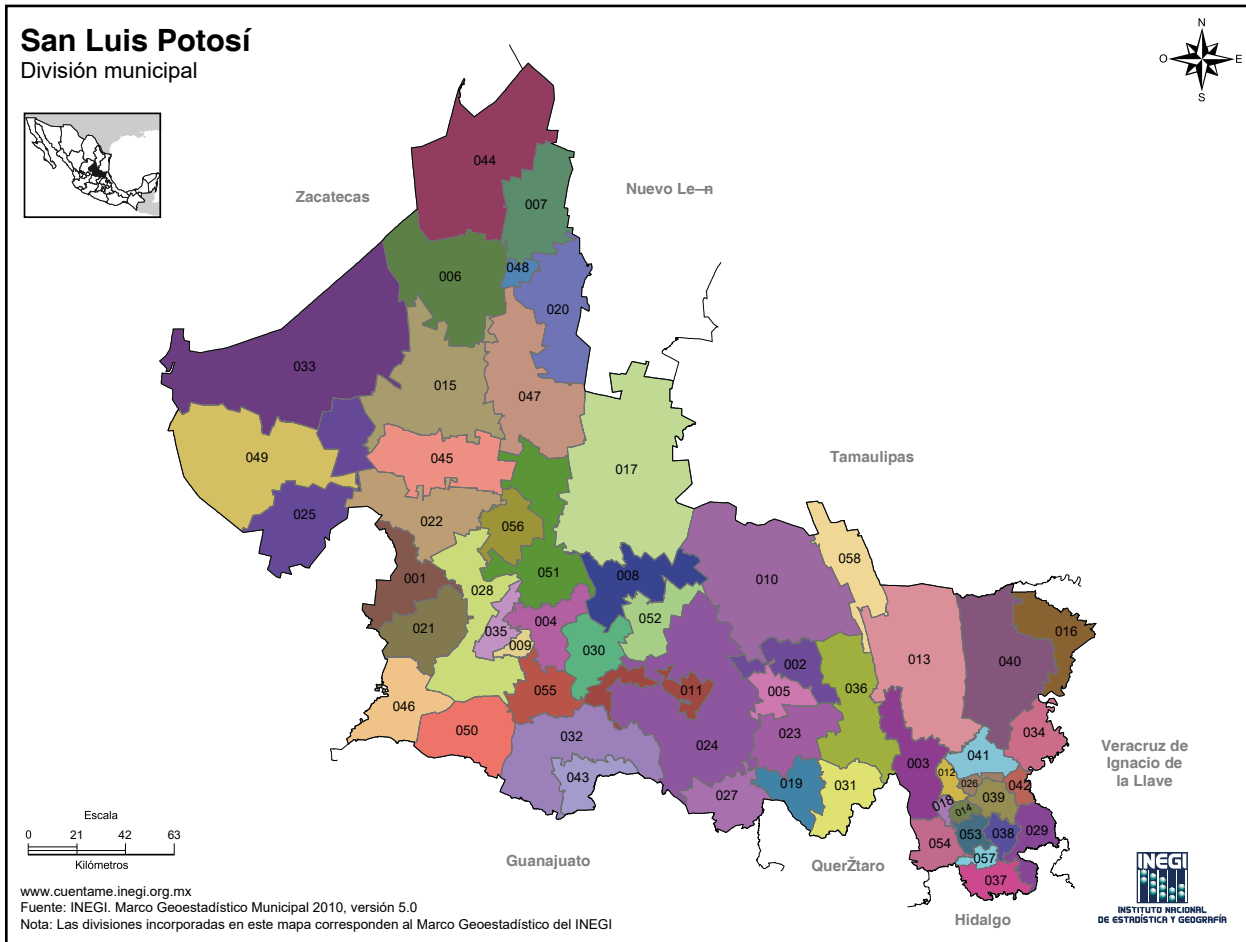 San Luis Potosí
División municipal
N
O
E
S
Zacatecas
Nuevo Le—n
Tamaulipas
Veracruz de
Ignacio de
la Llave
Guanajuato
QuerŽtaro
Hidalgo
044
007
048
006
020
033
015
047
049
045
017
025
022
056
058
001
028
051
008
010
021
035
004
052
009
030
013
040
016
002
036
005
011
055
046
050
032
024
023
034
003
041
043
027
019
031
012
026
042
018
014
039
029
054
053
038
057
037
Escala
0 21 42 63
Kilómetros
www.cuentame.inegi.org.mx
Fuente: INEGI. Marco Geoestadístico Municipal 2010, versión 5.0
Nota: Las divisiones incorporadas en este mapa corresponden al Marco Geoestadístico del INEGI
INEGI
INSTITUTO NACIONAL
DE ESTADÍSTICA Y GEOGRAFÍA